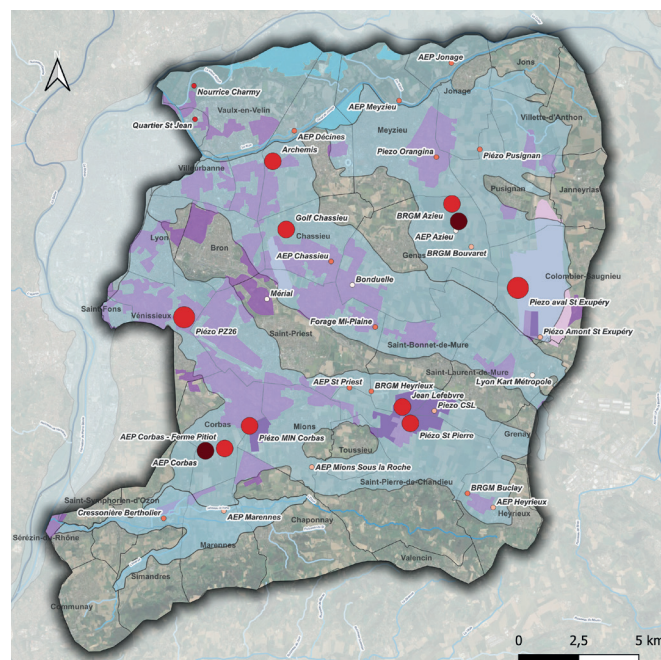 N
AEP Jonage
Jons
Nourrice Charmy
Jonage
Vaulx-en-Velin
AEP Meyzieu
Villette-d'Anthon
Quartier St Jean
AEP Décines
Meyzieu
Archemis
Piezo Orangina
Piézo Pusignan
Villeurbanne
Pusignan
Janneyrias
Golf Chassieu
BRGM Azieu
Lyon
Chassieu
AEP Azieu
Bron
Genas
BRGM Bouvaret
AEP Chassieu
Colombier-Saugnieu
Bonduelle
Mérial
Piezo aval St Exupéry
Saint-Fons
Vénissieux
Forage Mi-Plaine
Piézo PZ26
Saint-Priest
Piézo Amont St Exupéry
Saint-Bonnet-de-Mure
Saint-Laurent-de-Mure
AEP St Priest
BRGM Heyrieux
Lyon Kart Métropole
Jean Lefebvre
Piezo CSL
Corbas
Mions
AEP Corbas - Ferme Pitiot
Piézo MIN Corbas
Piézo St Pierre
Grenay
Toussieu
AEP Corbas
AEP Mions Sous la Roche
Saint-Pierre-de-Chandieu
BRGM Buclay
Saint-Symphorien-d'Ozon
AEP Heyrieux
Cressonière Bertholier
AEP Marennes
Heyrieux
Chaponnay
Sérézin-du-Rhône
Marennes
Valencin
Simandres
Communay
0 2,5 5 km